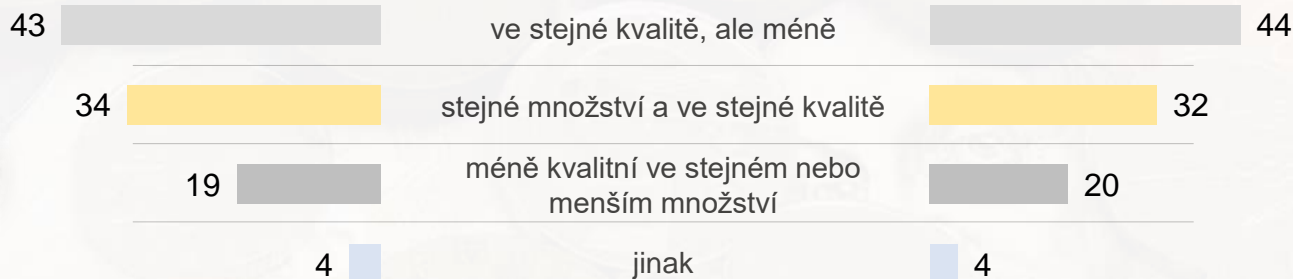 43 ve stejné kvalitě, ale méně 44
34 stejné množství a ve stejné kvalitě 32
19 méně kvalitní ve stejném nebo menším množství 20
4 jinak 4